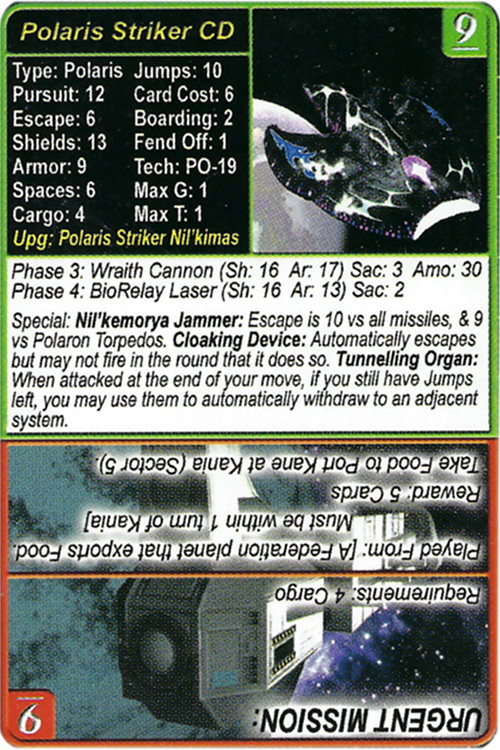 Polaris Striker CD
9
Type: Polaris Jumps: 10
Pursuit: 12 Card Cost: 6
Escape: 6 Boarding: 2
Shields: 13 Fend Off: 1
Armor: 9 Tech: PO-19
Spaces: 6 Max G: 1
Cargo: 4 Max T: 1
Upg: Polaris Striker Nil'kimas
Phase 3: Wraith Cannon (Sh: 16 Ar: 17) Sac: 3 Amo: 30
Phase 4: BioRelay Laser (Sh: 16 Ar: 13) Sac: 2
Special: Nil'kemorya Jammer: Escape is 10 vs all missiles, & 9
vs Polaron Torpedos. Cloaking Device: Automatically escapes
but may not fire in the round that it does so. Tunnelling Organ:
When attacked at the end of your move, if you still have Jumps
left, you may use them to automatically withdraw to an adjacent
system.
URGENT MISSION:
6
Requirements: 4 Cargo
Played From: [A Federation planet that exports Food.
Must be within 1 turn of Kania]
Reward: 5 Cards
Take Food to Port Kane at Kania (Sector 5).